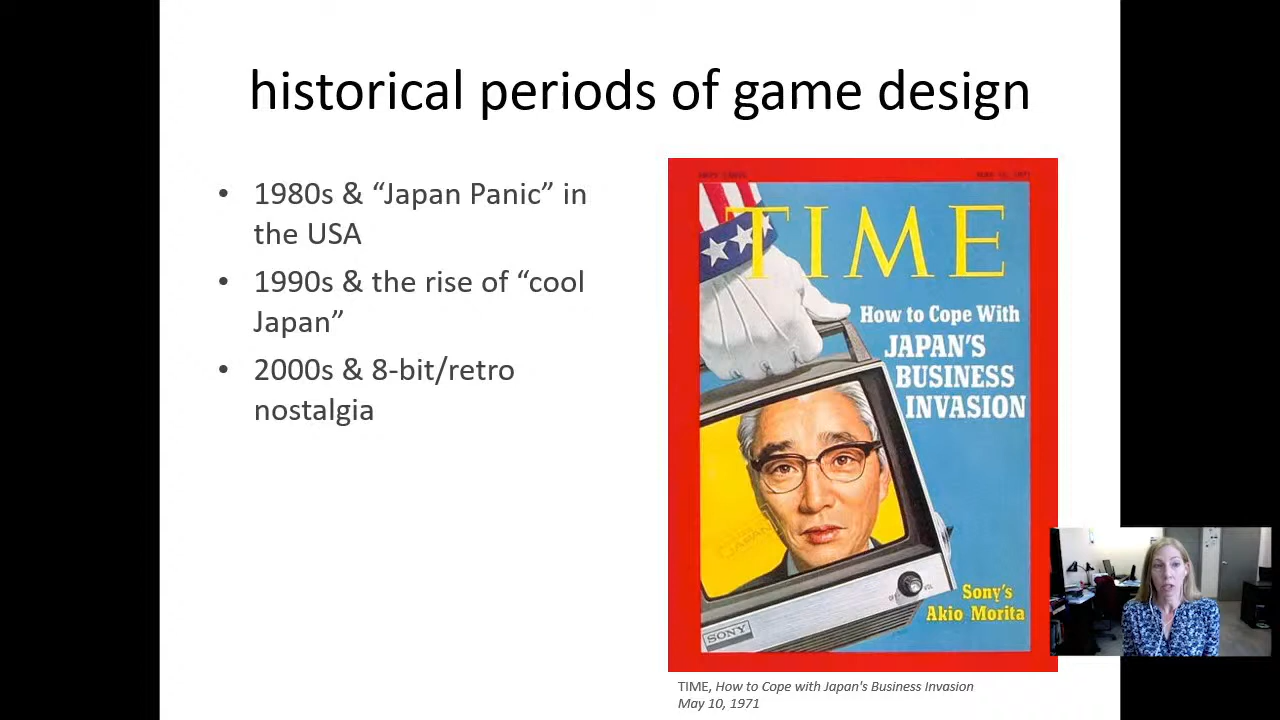 historical periods of game design
• 1980s & “Japan Panic” in
the USA
• 1990s & the rise of “cool
Japan”
• 2000s & 8-bit/retro
nostalgia
TIME
How to Cope With
JAPAN'S
BUSINESS
INVASION
SONY
Sony's
Akio Morita
TIME, How to Cope with Japan's Business Invasion
May 10, 1971